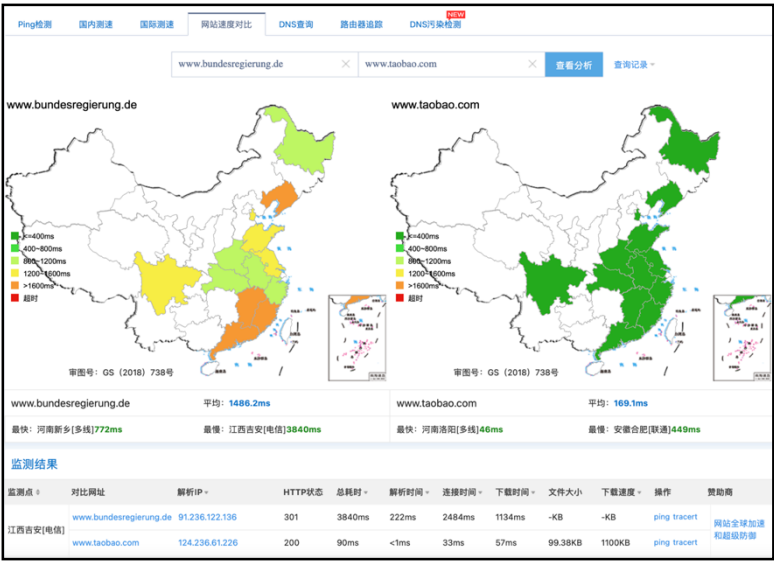 NEW
Ping检测 国内测速 国际测速 网站速度对比 DNS查询 路由器追踪 DNS污染检测
www.bundesregierung.de www.taobao.com 查看分析 查询记录
www.bundesregierung.de www.taobao.com
<=400ms <=400ms
400~800ms 400~800ms
800~1200ms 800~1200ms
1200~1600ms 1200~1600ms
>1600ms >1600ms
超时 超时
审图号：GS（2018）738号 审图号：GS（2018）738号
www.bundesregierung.de 平均：1486.2ms www.taobao.com 平均：169.1ms
最快：河南新乡[多线]772ms 最慢：江西吉安[电信]3840ms 最快：河南洛阳[多线]46ms 最慢：安徽合肥[联通]449ms
监测结果
监测点 对比网址 解析IP HTTP状态 总耗时 解析时间 连接时间 下载时间 文件大小 下载速度 操作 赞助商
江西吉安[电信] www.bundesregierung.de 91.236.122.136 301 3840ms 222ms 2484ms 1134ms -KB -KB ping tracert 网站全球加速
www.taobao.com 124.236.61.226 200 90ms <1ms 33ms 57ms 99.38KB 1100KB ping tracert 和超级防御